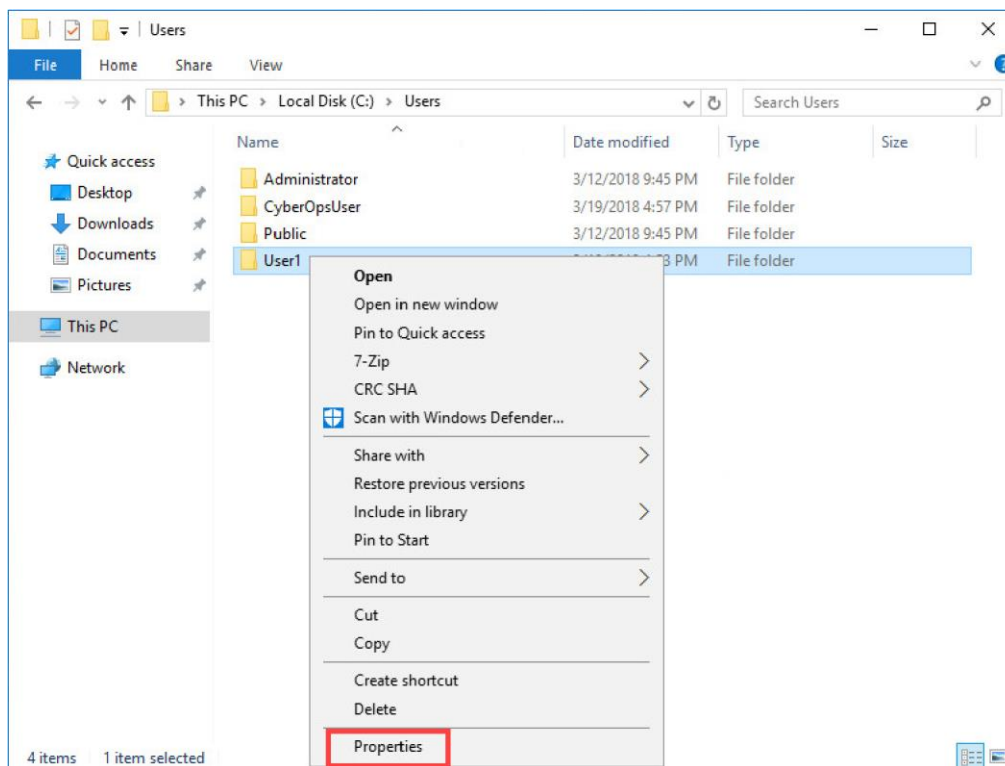 Users
File Home Share View
This PC > Local Disk (C:) > Users
Search Users
Quick access
Desktop
Downloads
Documents
Pictures
This PC
Network
Name Date modified Type Size
Administrator 3/12/2018 9:45 PM File folder
CyberOpsUser 3/19/2018 4:57 PM File folder
Public 3/12/2018 9:45 PM File folder
User1 PM File folder
Open
Open in new window
Pin to Quick access
7-Zip
CRC SHA
Scan with Windows Defender...
Share with
Restore previous versions
Include in library
Pin to Start
Send to
Cut
Copy
Create shortcut
Delete
Properties
4 items 1 item selected